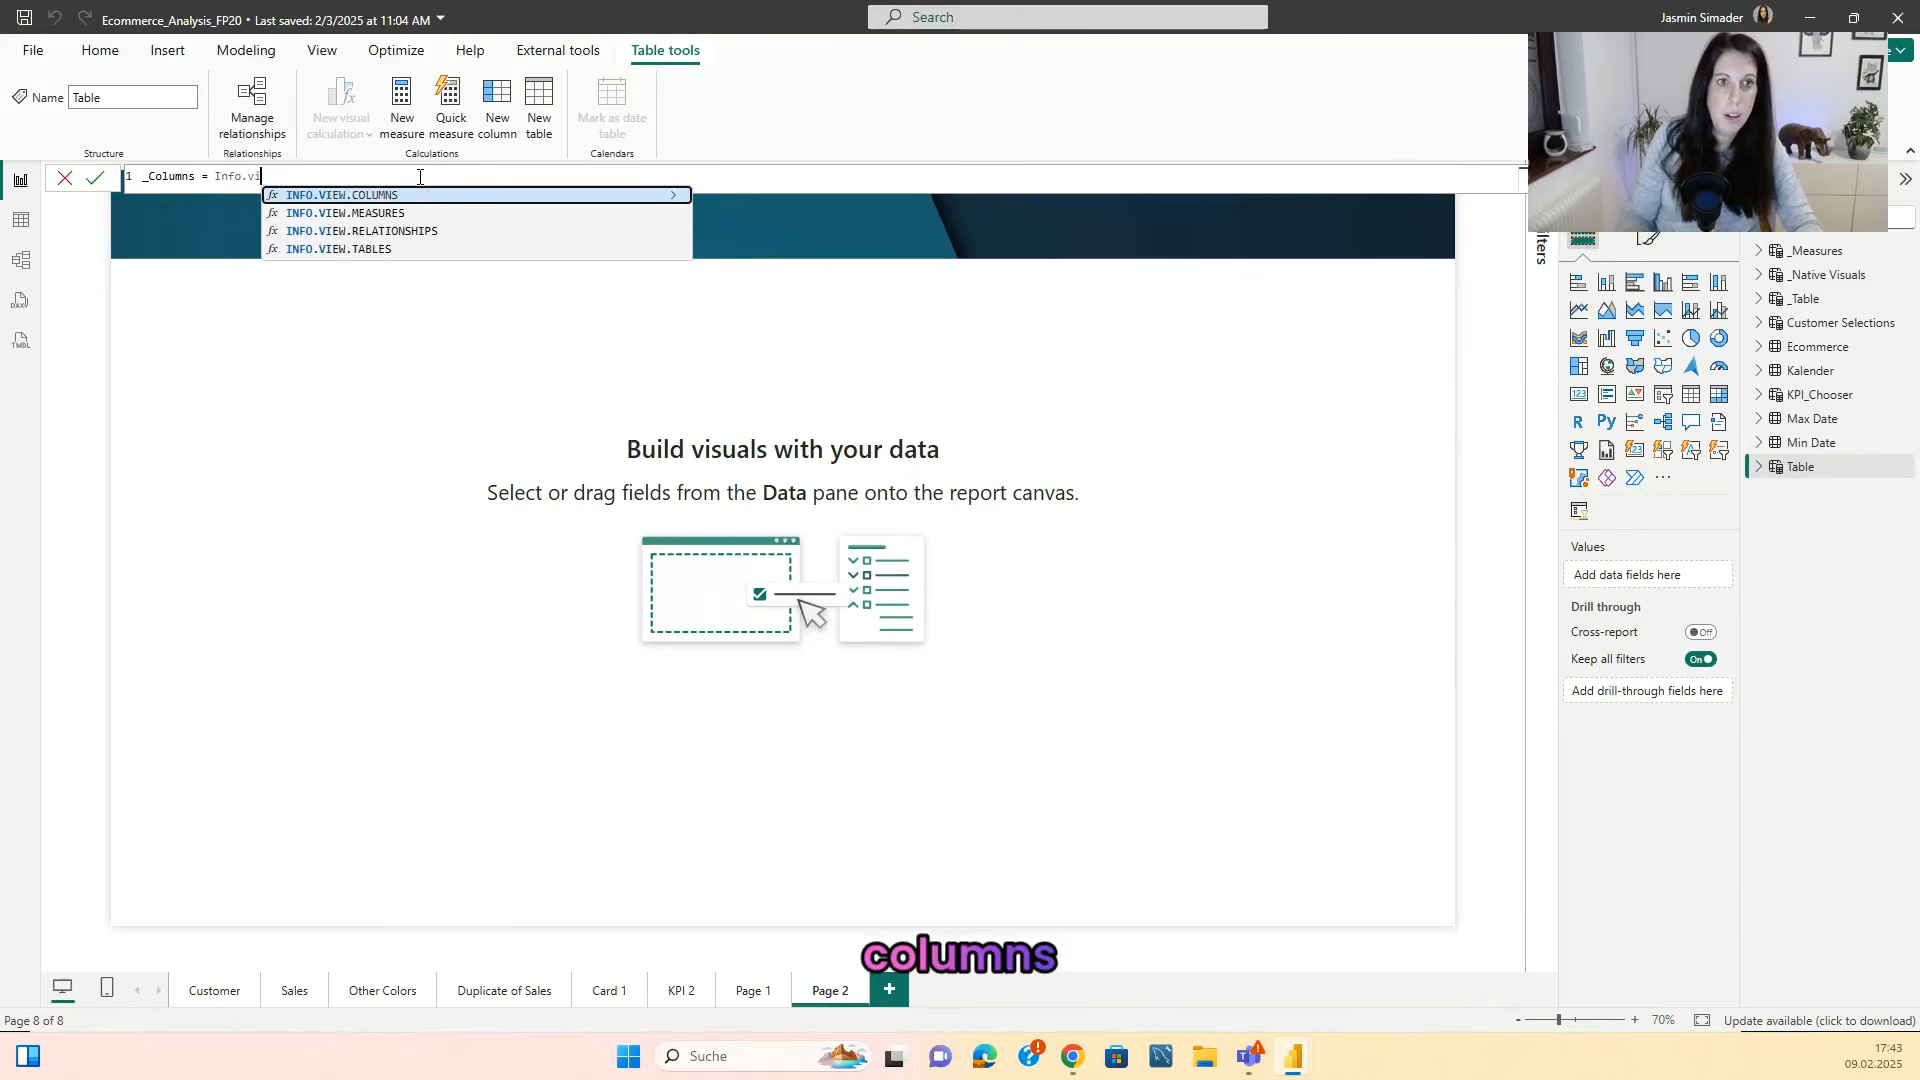 Ecommerce_Analysis_FP20 • Last saved: 2/3/2025 at 11:04 AM
Search
Jasmin Simader
File
Home
Insert
Modeling
View
Optimize
Help
External tools
Table tools
Name
Table
Manage relationships
New visual calculation
New measure
Quick measure
New column
New table
Mark as date table
Structure
Relationships
Calculations
Calendars
1 _Columns = Info.vi
INFO.VIEW.COLUMNS
INFO.VIEW.MEASURES
INFO.VIEW.RELATIONSHIPS
INFO.VIEW.TABLES
Build visuals with your data
Select or drag fields from the Data pane onto the report canvas.
Filters
123
R
Py
Values
Add data fields here
Drill through
Cross-report
Off
Keep all filters
On
Add drill-through fields here
_Measures
_Native Visuals
_Table
Customer Selections
Ecommerce
Kalender
KPI_Chooser
Max Date
Min Date
Table
DAX
TMDL
columns
Customer
Sales
Other Colors
Duplicate of Sales
Card 1
KPI 2
Page 1
Page 2
Page 8 of 8
70%
Update available (click to download)
Suche
17:43
09.02.2025